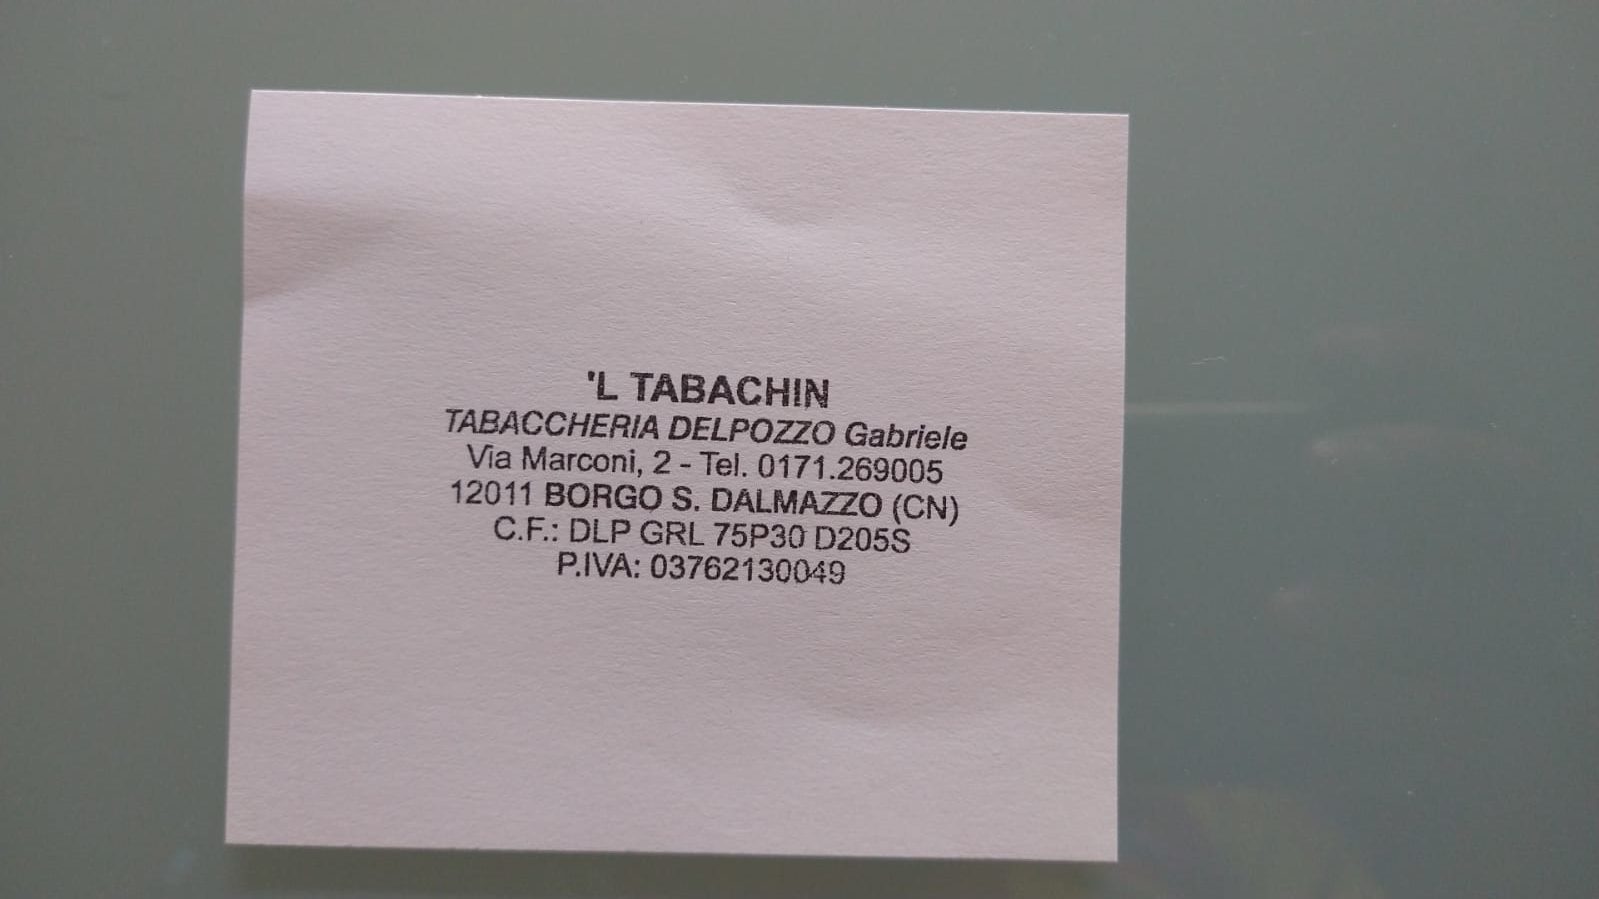 'L TABACHIN
TABACCHERIA DELPOZZO Gabriele
Via Marconi, 2 - Tel. 0171.269005
12011 BORGO S. DALMAZZO (CN)
C.F.: DLP GRL 75P30 D205S
P.IVA: 03762130049